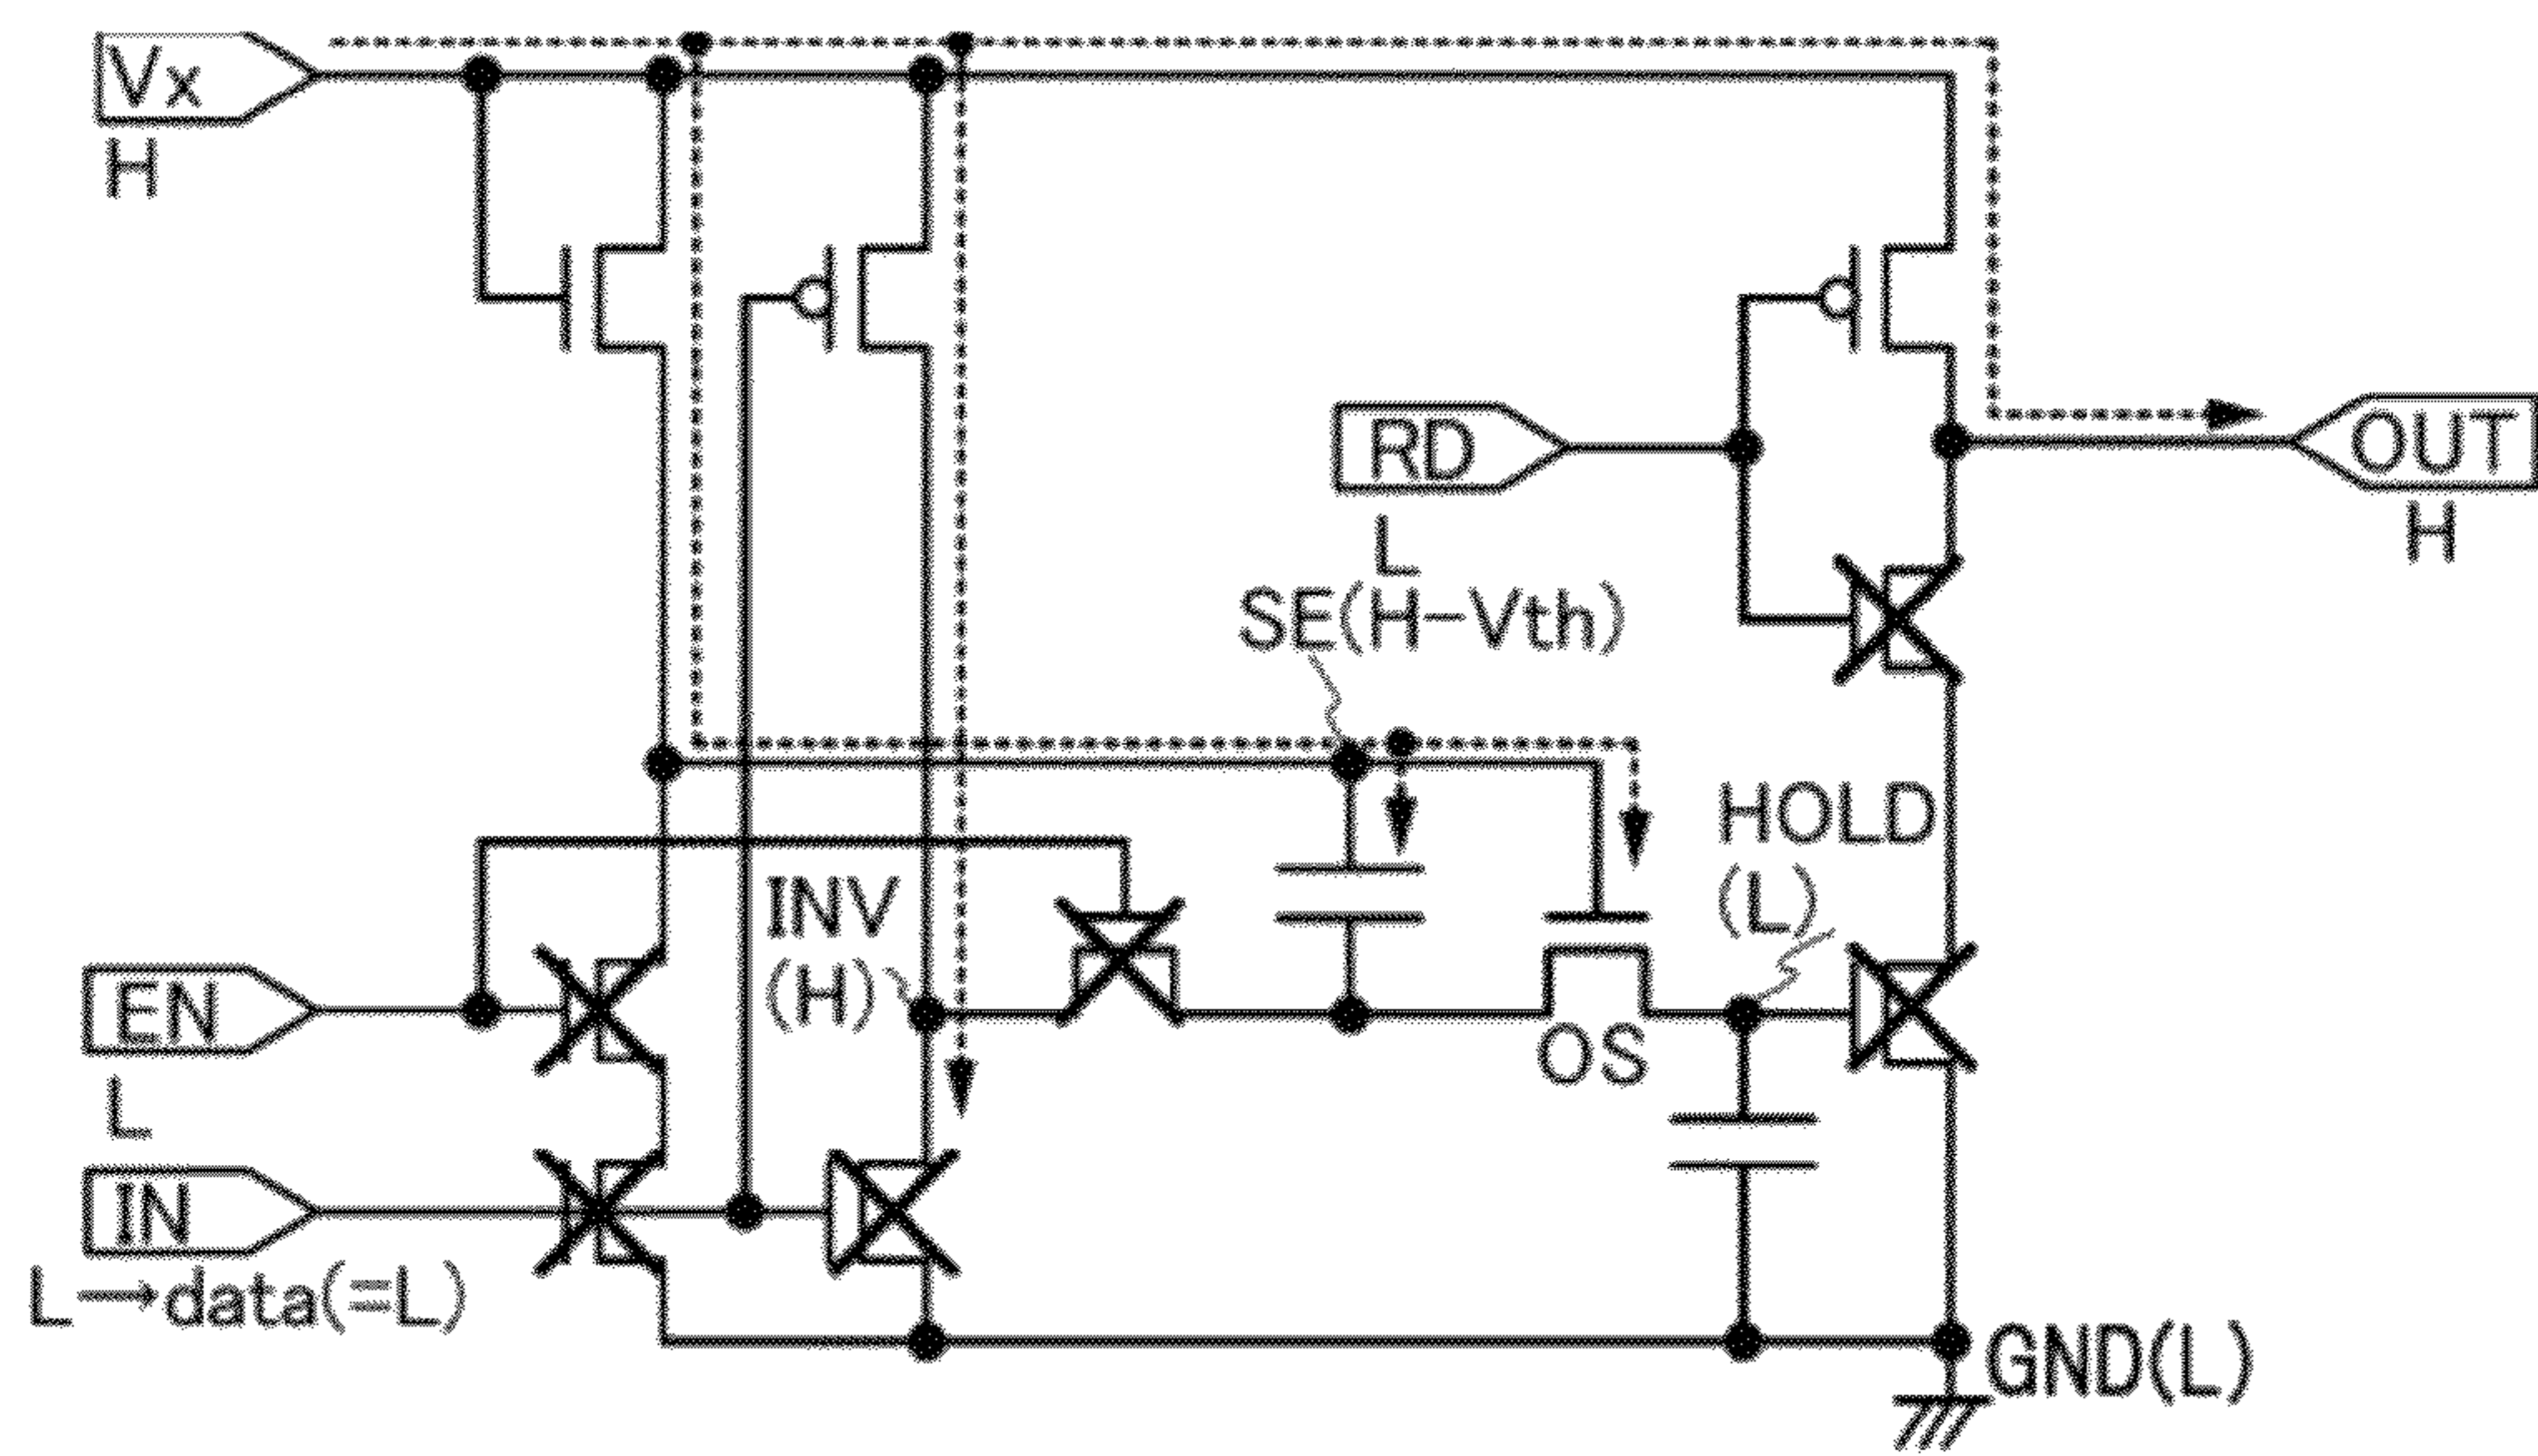 Vx
H
RD
L
OUT
H
SE(H-Vth)
HOLD
(L)
INV
(H)
EN
L
OS
IN
L→data(=L)
GND(L)